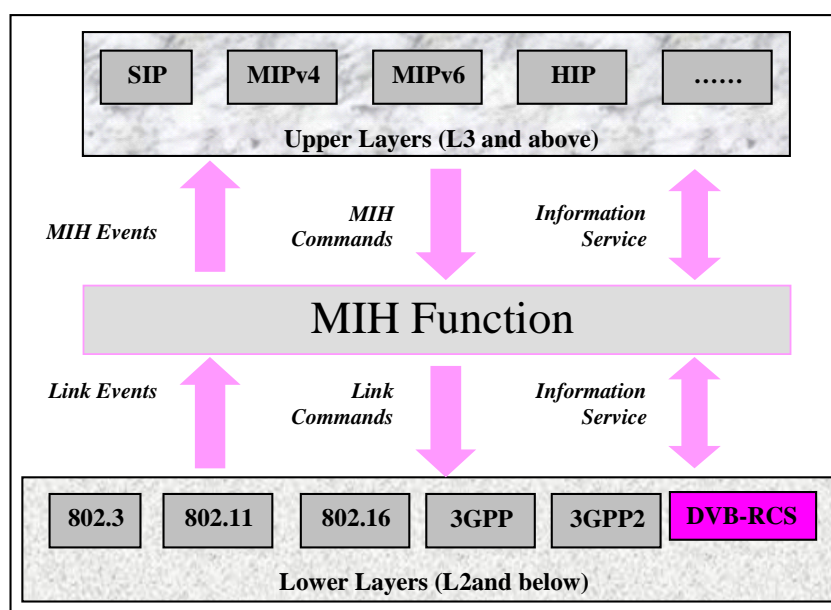 SIP MIPv4 MIPv6 HIP ……
Upper Layers (L3 and above)
MIH Events
MIH
Commands
Information
Service
MIH Function
Link Events
Link
Commands
Information
Service
802.3 802.11 802.16 3GPP 3GPP2 DVB-RCS
Lower Layers (L2and below)